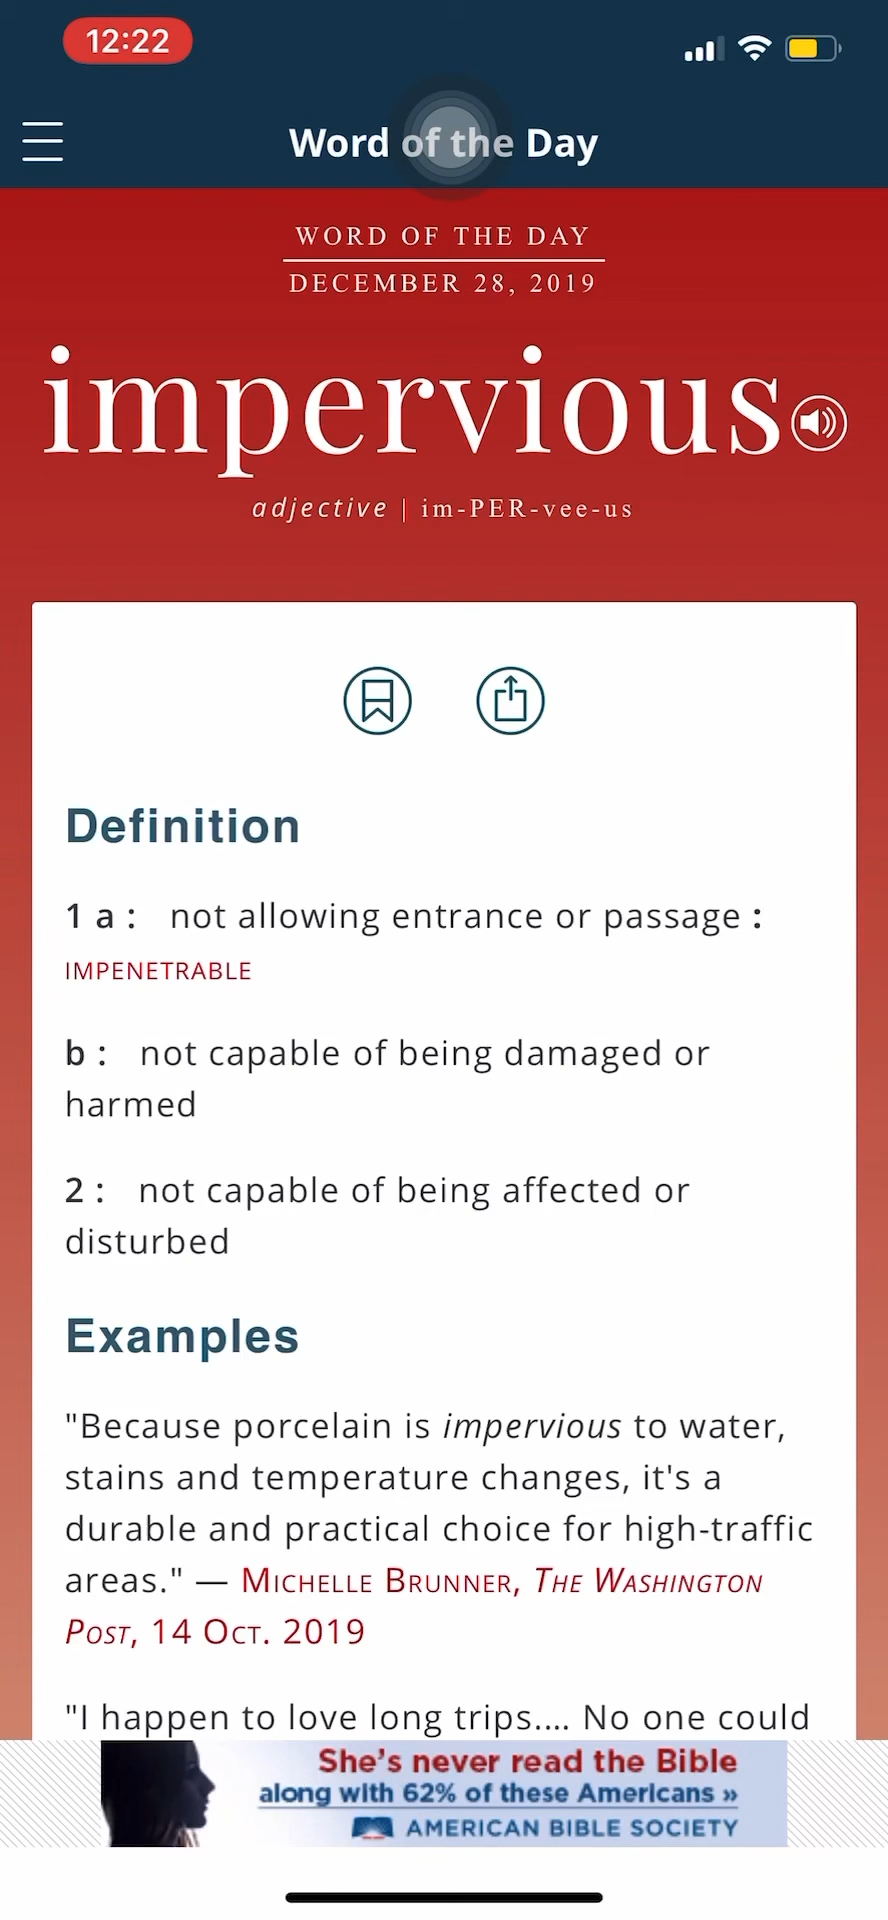 12:22
Word of the Day
WORD OF THE DAY
DECEMBER 28, 2019
impervious
adjective | im-PER-vee-us
Definition
1 a : not allowing entrance or passage :
IMPENETRABLE
b : not capable of being damaged or
harmed
2 : not capable of being affected or
disturbed
Examples
"Because porcelain is impervious to water,
stains and temperature changes, it's a
durable and practical choice for high-traffic
areas." — MICHELLE BRUNNER, THE WASHINGTON
POST, 14 OCT. 2019
"I happen to love long trips.... No one could
She's never read the Bible
along with 62% of these Americans »
AMERICAN BIBLE SOCIETY